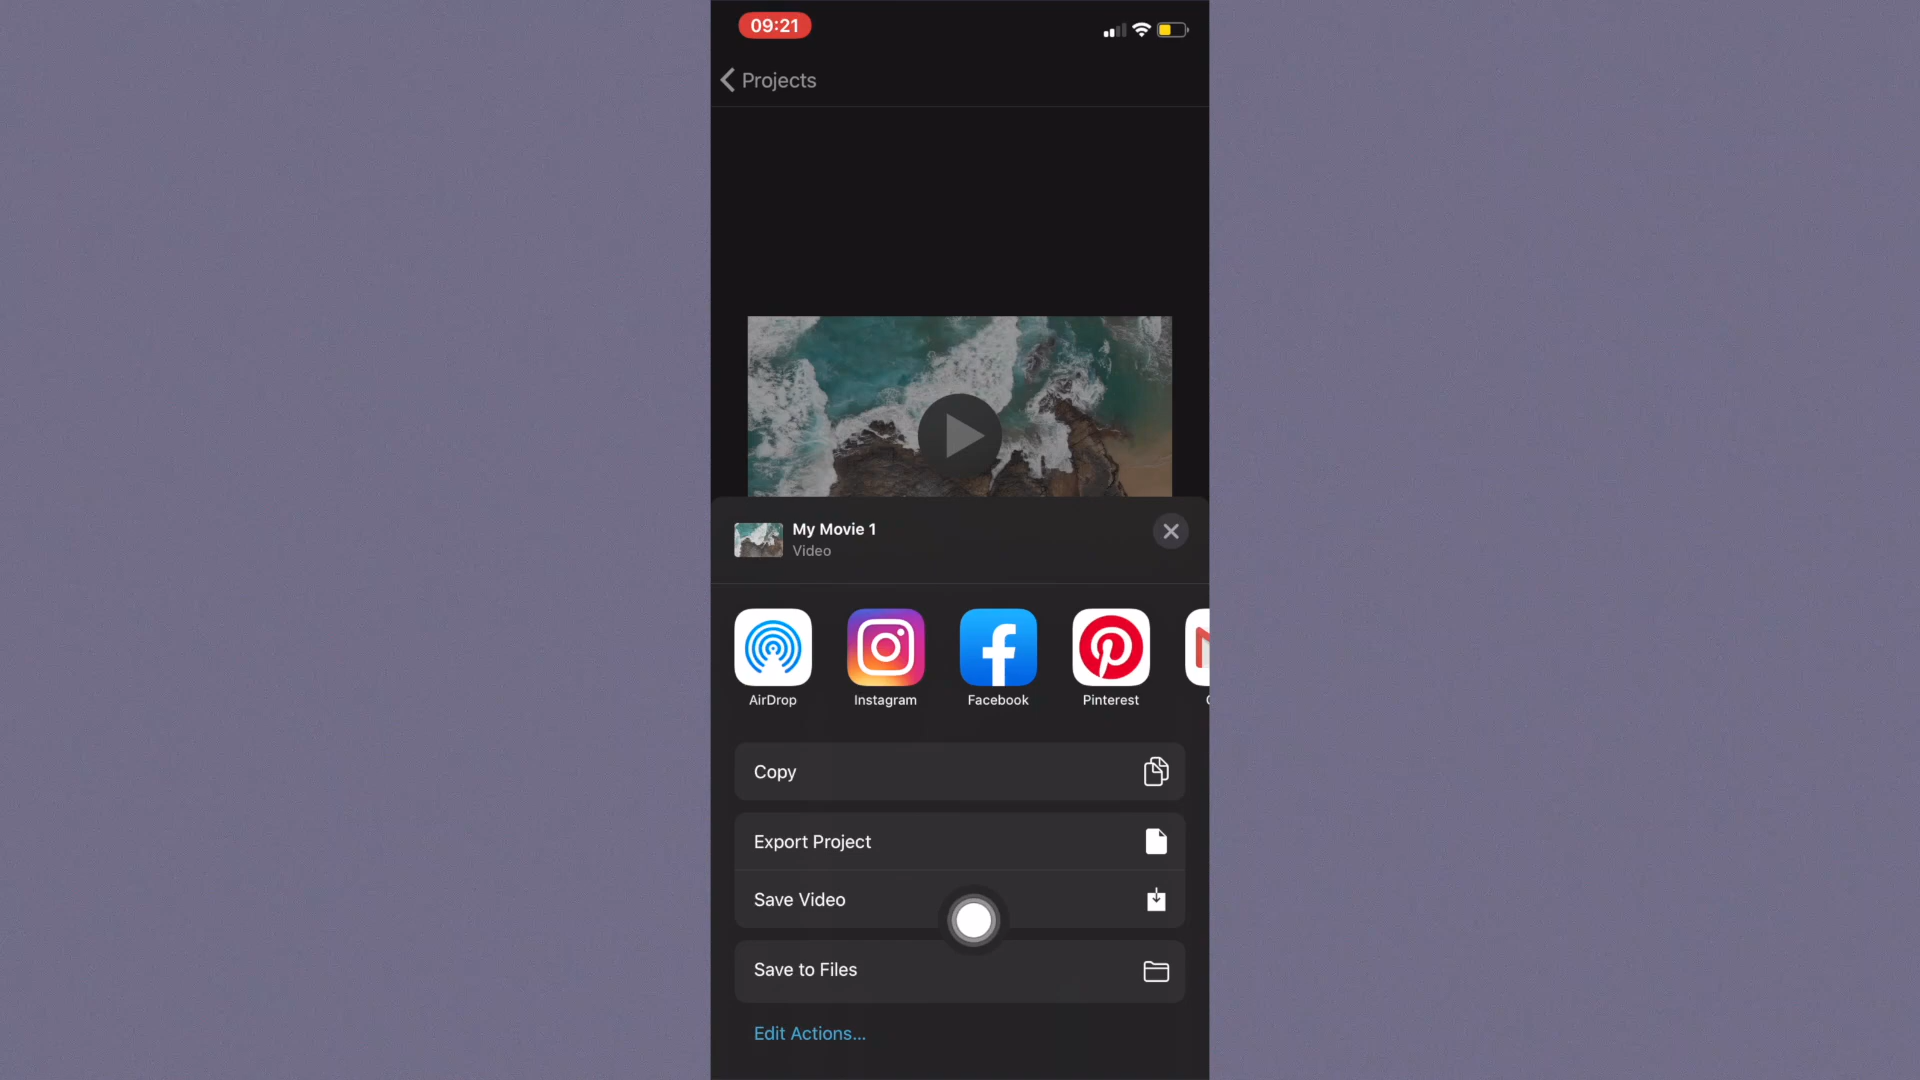 09:21
Projects
My Movie 1
Video
AirDrop
Instagram
Facebook
Pinterest
Copy
Export Project
Save Video
Save to Files
Edit Actions...